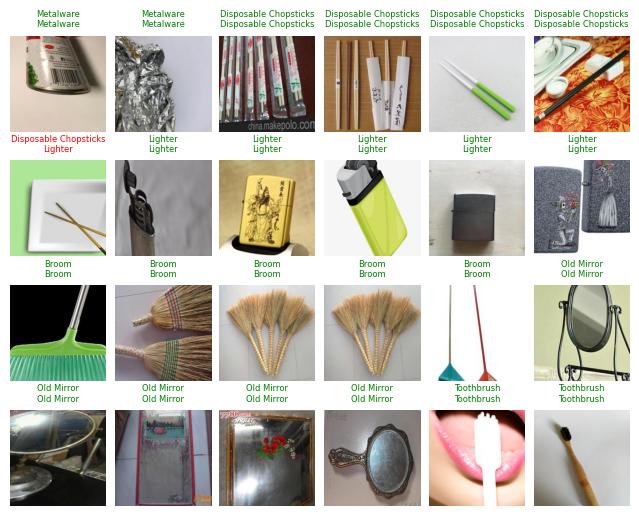 Metalware
Metalware
Metalware
Metalware
Disposable Chopsticks
Disposable Chopsticks
Disposable Chopsticks
Disposable Chopsticks
Disposable Chopsticks
Disposable Chopsticks
Disposable Chopsticks
Disposable Chopsticks
china.makepolo.com
Disposable Chopsticks
Lighter
Lighter
Lighter
Lighter
Lighter
Lighter
Lighter
Lighter
Lighter
Lighter
Lighter
Broom
Broom
Broom
Broom
Broom
Broom
Broom
Broom
Broom
Broom
Old Mirror
Old Mirror
Old Mirror
Old Mirror
Old Mirror
Old Mirror
Old Mirror
Old Mirror
Old Mirror
Old Mirror
Toothbrush
Toothbrush
Toothbrush
Toothbrush